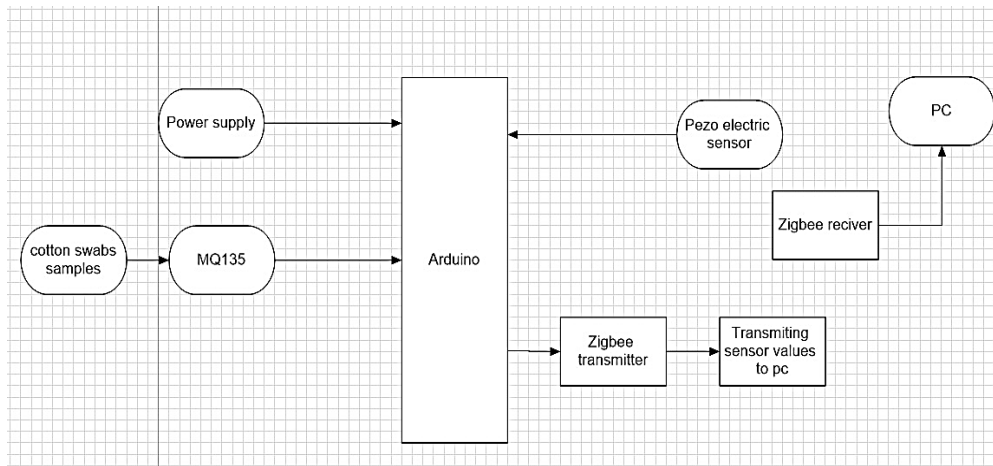 Power supply
Pezo electric
sensor
PC
Zigbee reciver
cotton swabs
samples
MQ135
Arduino
Zigbee
transmitter
Transmiting
sensor values
to pc